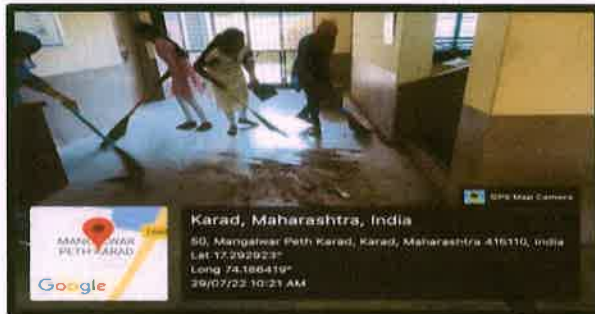 GPS Map Camera
Karad, Maharashtra, India
50, Mangalwar Peth Karad, Karad, Maharashtra 415110, India
Lat 17.292923°
Long 74.186419°
29/07/22 10:21 AM
PETH KARAD
Google